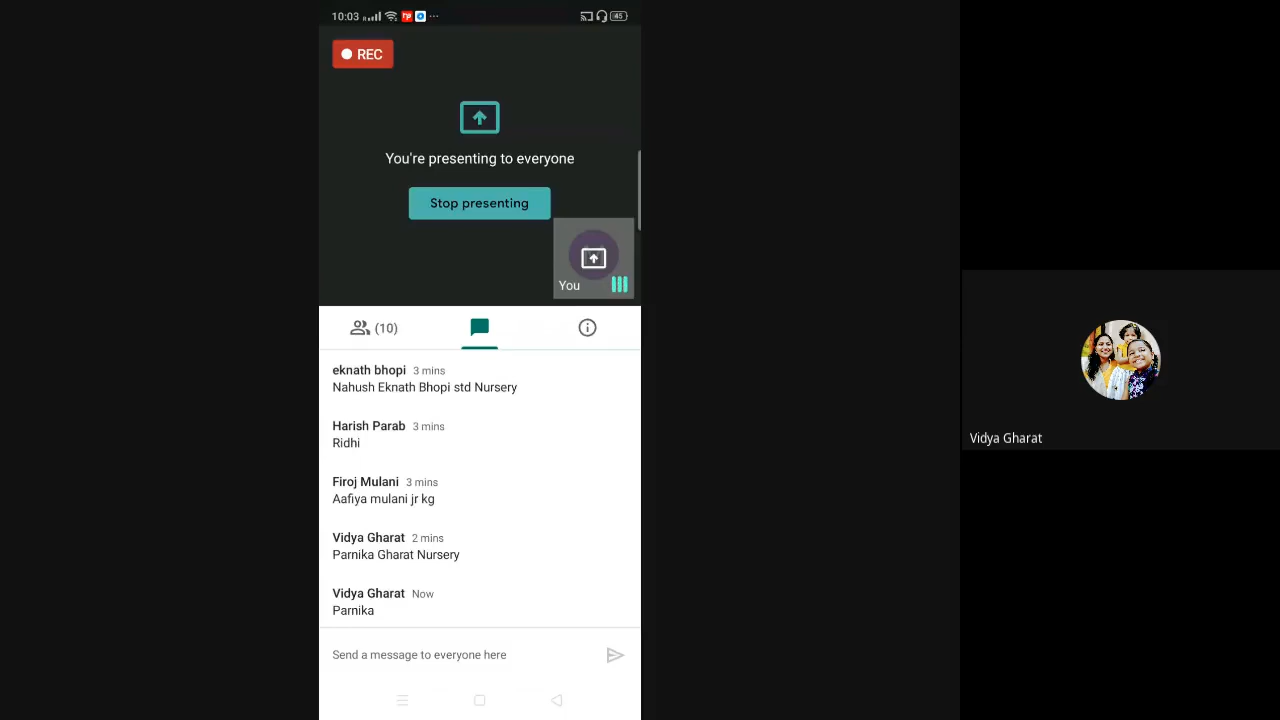 10:03
REC
You're presenting to everyone
Stop presenting
You
(10)
eknath bhopi 3 mins
Nahush Eknath Bhopi std Nursery
Harish Parab 3 mins
Ridhi
Firoj Mulani 3 mins
Aafiya mulani jr kg
Vidya Gharat 2 mins
Parnika Gharat Nursery
Vidya Gharat Now
Parnika
Send a message to everyone here
Vidya Gharat